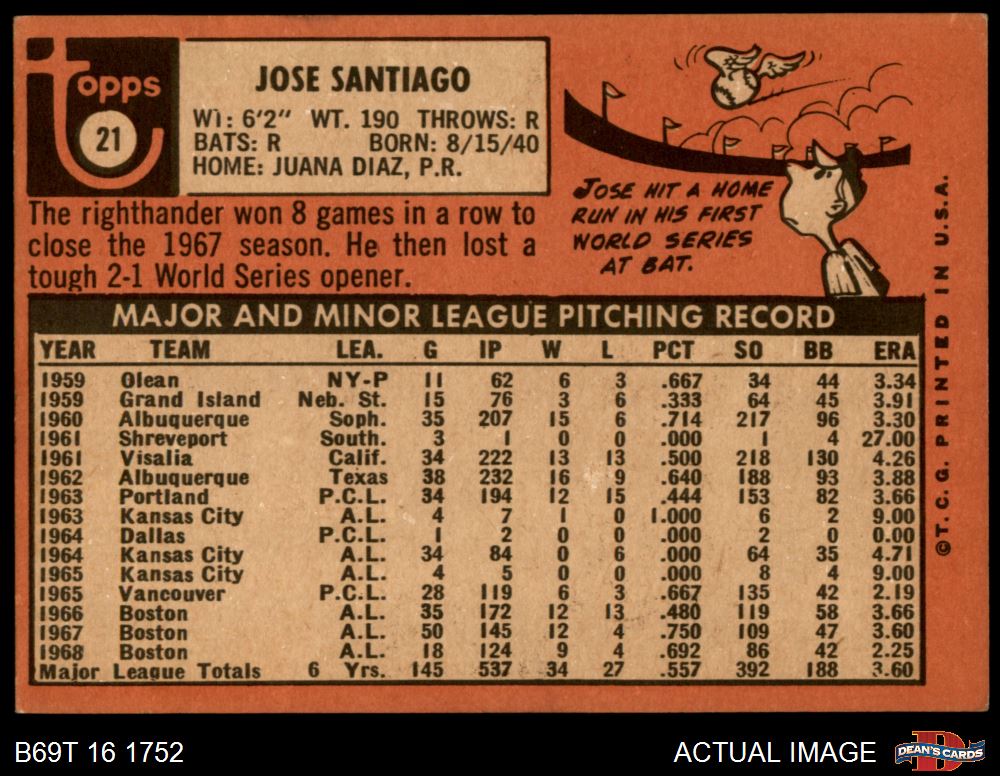 topps
21
JOSE SANTIAGO
WT: 6'2" WT. 190 THROWS: R
BATS: R BORN: 8/15/40
HOME: JUANA DIAZ, P.R.
The righthander won 8 games in a row to
close the 1967 season. He then lost a
tough 2-1 World Series opener.
JOSE HIT A HOME
RUN IN HIS FIRST
WORLD SERIES
AT BAT.
MAJOR AND MINOR LEAGUE PITCHING RECORD
YEAR TEAM LEA. G IP W L PCT SO BB ERA
1959 Olean NY-P 11 62 6 3 .667 34 44 3.34
1959 Grand Island Neb. St. 15 76 3 6 .333 64 45 3.91
1960 Albuquerque Soph. 35 207 15 6 .714 217 96 3.30
1961 Shreveport South. 3 1 0 0 .000 1 4 27.00
1961 Visalia Calif. 34 222 13 13 .500 218 130 4.26
1962 Albuquerque Texas 38 232 16 9 .640 188 93 3.88
1963 Portland P.C.L. 34 194 12 15 .444 153 82 3.66
1963 Kansas City A.L. 4 7 1 0 1.000 6 2 9.00
1964 Dallas P.C.L. 1 2 0 0 .000 2 0 0.00
1964 Kansas City A.L. 34 84 0 6 .000 64 35 4.71
1965 Kansas City A.L. 4 5 0 0 .000 8 4 9.00
1965 Vancouver P.C.L. 28 119 6 3 .667 135 42 2.19
1966 Boston A.L. 35 172 12 13 .480 119 58 3.66
1967 Boston A.L. 50 145 12 4 .750 109 47 3.60
1968 Boston A.L. 18 124 9 4 .692 86 42 2.25
Major League Totals 6 Yrs. 145 537 34 27 .557 392 188 3.60
©T.C.G. PRINTED IN U.S.A.
B69T 16 1752
ACTUAL IMAGE
D
DEAN'S CARDS